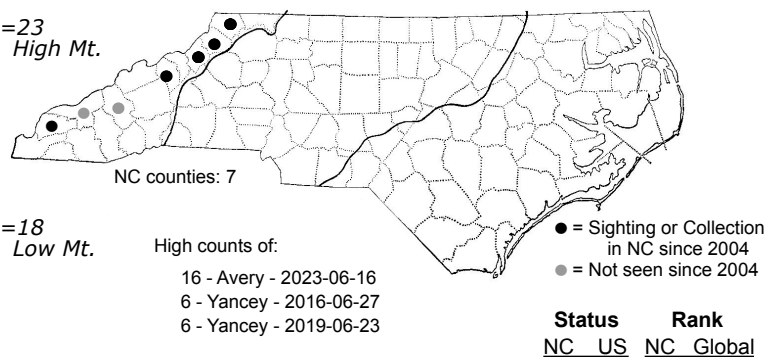 =23
High Mt.
NC counties: 7
=18
Low Mt.
High counts of:
16 - Avery - 2023-06-16
6 - Yancey - 2016-06-27
6 - Yancey - 2019-06-23
● = Sighting or Collection
in NC since 2004
● = Not seen since 2004
Status Rank
NC US NC Global